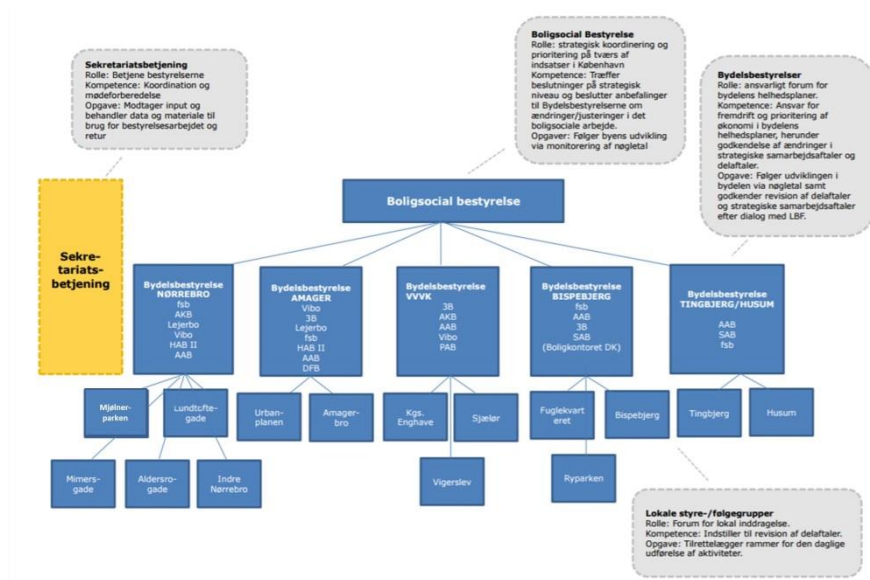 Sekretariatsbetjening
Rolle: Betjene bestyrelserne
Kompetence: Koordination og
mødeforberedelse
Opgave: Modtager input og
behandler data og materiale til
brug for bestyrelsesarbejdet og
retur
Boligsocial Bestyrelse
Rolle: strategisk koordinering og
prioritering på tværs af
indsatser i København
Kompetence: Træffer
beslutninger på strategisk
niveau og beslutter anbefalinger
til Bydelsbestyrelserne om
ændringer/justeringer i det
boligsociale arbejde.
Opgaver: Følger byens udvikling
via monitorering af nøgletal
Bydelsbestyrelser
Rolle: ansvarligt forum for
bydelens helhedsplaner.
Kompetence: Ansvar for
fremdrift og prioritering af
økonomi i bydelens
helhedsplaner, herunder
godkendelse af ændringer i
strategiske samarbejdsaftaler og
delaftaler.
Opgave: Følger udviklingen i
bydelen via nøgletal samt
godkender revision af delaftaler
og strategiske samarbejdsaftaler
efter dialog med LBF.
Boligsocial bestyrelse
Sekre-
tariats-
betjening
Bydelsbestyrelse
NØRREBRO
fsb
AKB
Lejerbo
Vibo
HAB II
AAB
Bydelsbestyrelse
AMAGER
Vibo
3B
Lejerbo
fsb
HAB II
AAB
DFB
Bydelsbestyrelse
VVVK
3B
AKB
AAB
Vibo
PAB
Bydelsbestyrelse
BISPEBJERG
fsb
AAB
3B
SAB
(Boligkontoret DK)
Bydelsbestyrelse
TINGBJERG/HUSUM
AAB
SAB
fsb
Mjølner-
parken
Lundtofte-
gade
Urban-
planen
Amager-
bro
Kgs.
Enghave
Sjælør
Fuglekvart
eret
Bispebjerg
Tingbjerg
Husum
Mimers-
gade
Aldersro-
gade
Indre
Nørrebro
Vigerslev
Ryparken
Lokale styre-/følgegrupper
Rolle: Forum for lokal inddragelse.
Kompetence: Indstiller til revision af delaftaler.
Opgave: Tilrettelægger rammer for den daglige
udførelse af aktiviteter.